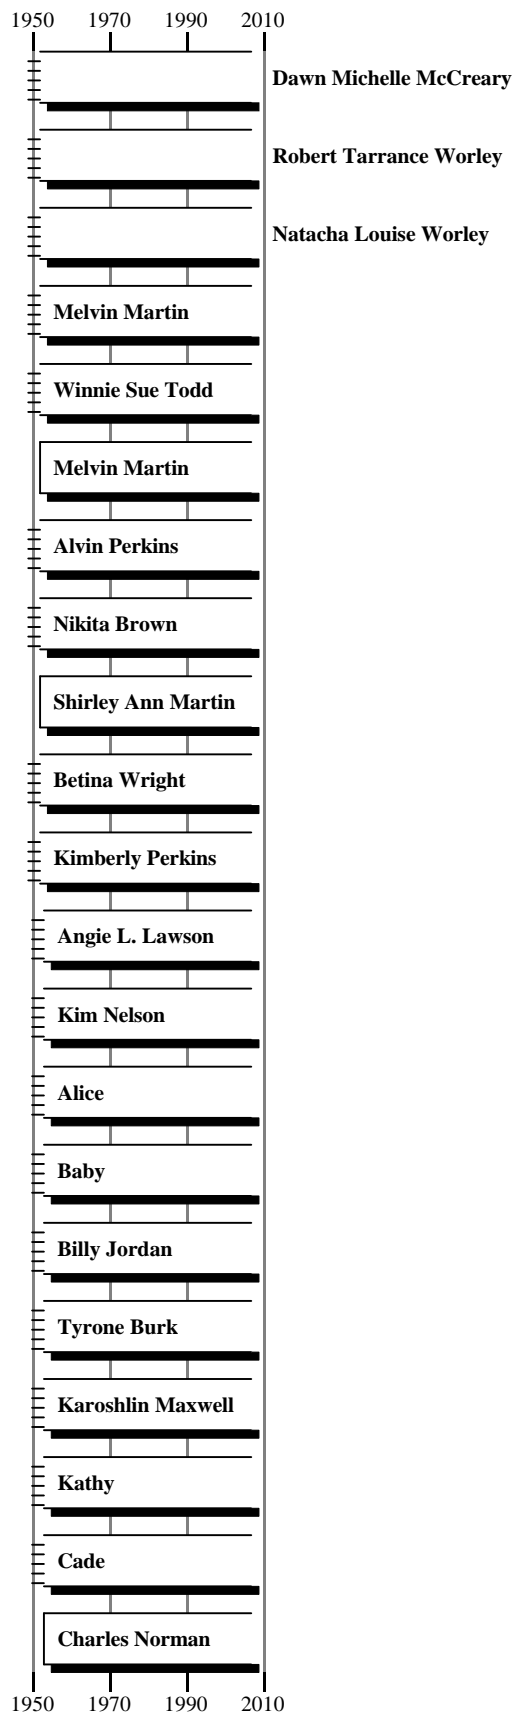 1950 1970 1990 2010
Dawn Michelle McCreary
Robert Tarrance Worley
Natacha Louise Worley
Melvin Martin
Winnie Sue Todd
Melvin Martin
Alvin Perkins
Nikita Brown
Shirley Ann Martin
Betina Wright
Kimberly Perkins
Angie L. Lawson
Kim Nelson
Alice
Baby
Billy Jordan
Tyrone Burk
Karoshlin Maxwell
Kathy
Cade
Charles Norman
1950 1970 1990 2010